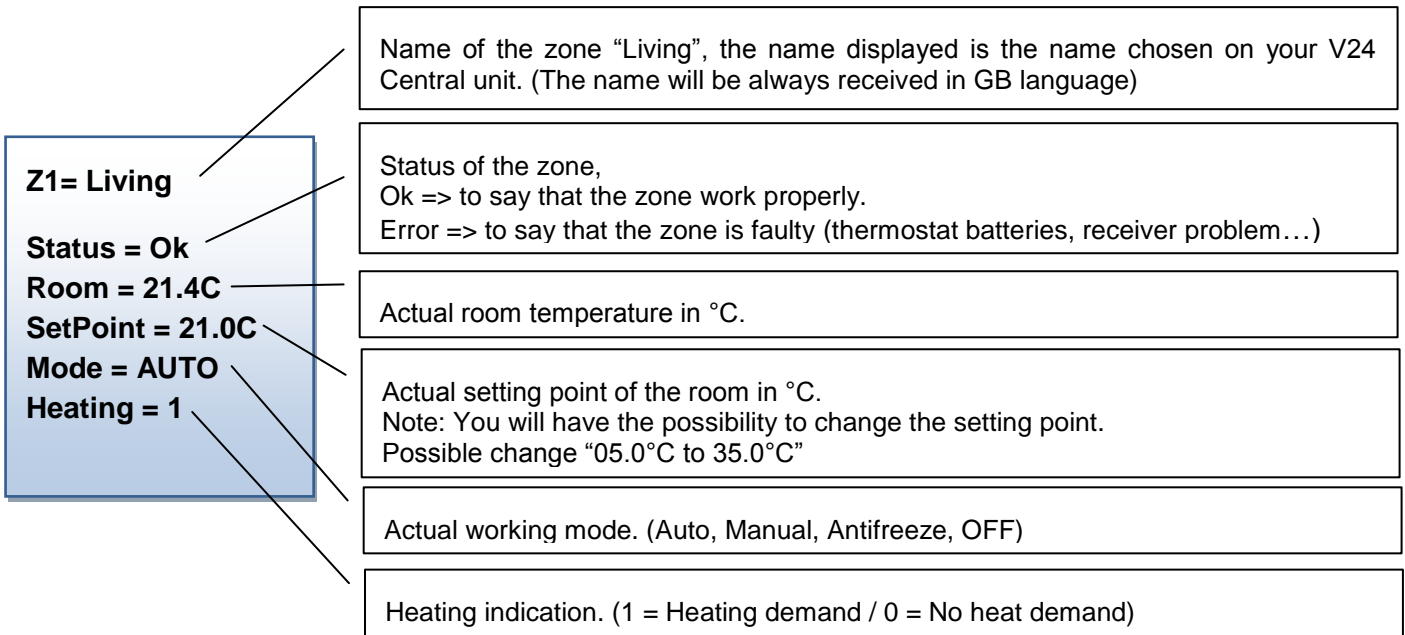 Z1= Living
Status = Ok
Room = 21.4C
SetPoint = 21.0C
Mode = AUTO
Heating = 1
Name of the zone “Living”, the name displayed is the name chosen on your V24
Central unit. (The name will be always received in GB language)
Status of the zone,
Ok => to say that the zone work properly.
Error => to say that the zone is faulty (thermostat batteries, receiver problem…)
Actual room temperature in °C.
Actual setting point of the room in °C.
Note: You will have the possibility to change the setting point.
Possible change “05.0°C to 35.0°C”
Actual working mode. (Auto, Manual, Antifreeze, OFF)
Heating indication. (1 = Heating demand / 0 = No heat demand)